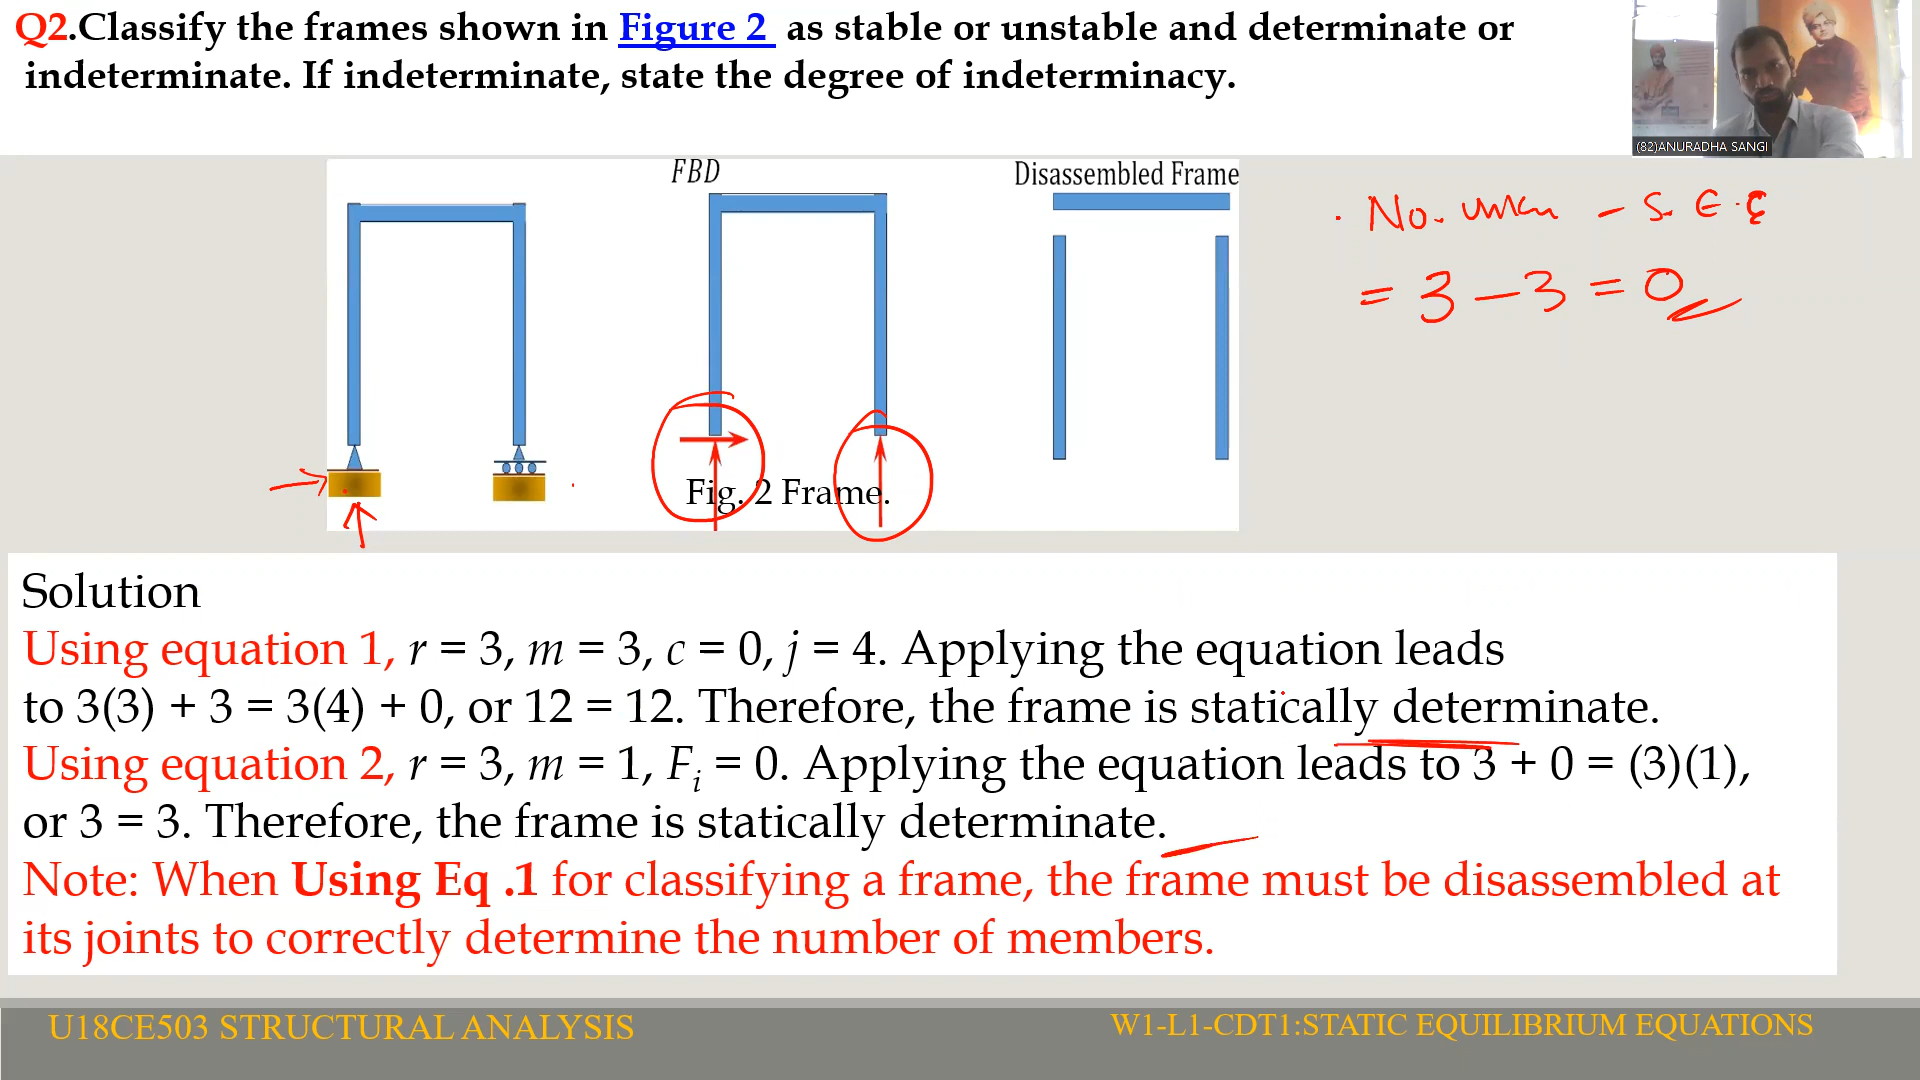 Q2.Classify the frames shown in Figure 2 as stable or unstable and determinate or
indeterminate. If indeterminate, state the degree of indeterminacy.
(82)ANURADHA SANGI
FBD
Disassembled Frame
No. - S. E.
= 3 - 3 = 0
Fig. 2 Frame.
Solution
Using equation 1, r = 3, m = 3, c = 0, j = 4. Applying the equation leads
to 3(3) + 3 = 3(4) + 0, or 12 = 12. Therefore, the frame is statically determinate.
Using equation 2, r = 3, m = 1, Fi = 0. Applying the equation leads to 3 + 0 = (3)(1),
or 3 = 3. Therefore, the frame is statically determinate.
Note: When Using Eq .1 for classifying a frame, the frame must be disassembled at
its joints to correctly determine the number of members.
U18CE503 STRUCTURAL ANALYSIS
W1-L1-CDT1:STATIC EQUILIBRIUM EQUATIONS